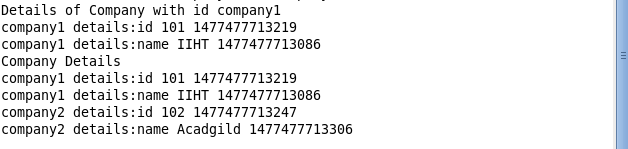 Details of Company with id company1
company1 details:id 101 1477477713219
company1 details:name IIHT 1477477713086
Company Details
company1 details:id 101 1477477713219
company1 details:name IIHT 1477477713086
company2 details:id 102 1477477713247
company2 details:name Acadgild 1477477713306